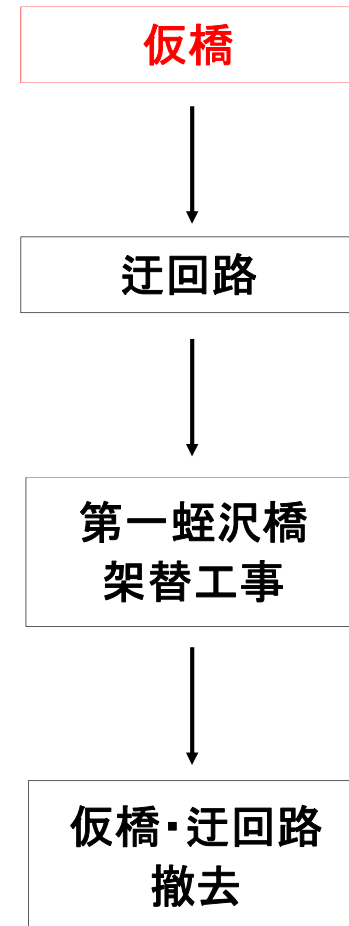 仮橋
迂回路
第一蛭沢橋
架替工事
仮橋・迂回路
撤去